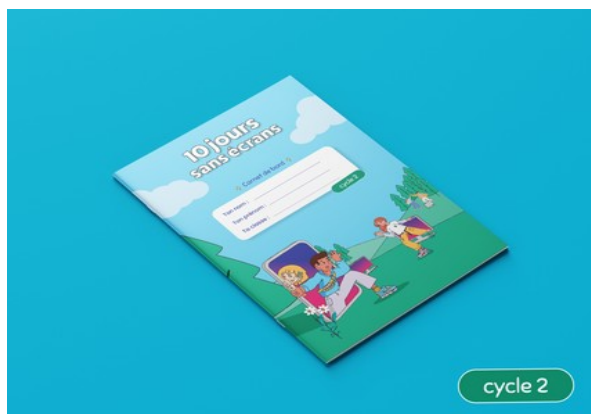 10 jours
sans écrans
Carnet de bord
Ton nom :
Ton prénom :
Ta classe :
cycle 2
cycle 2